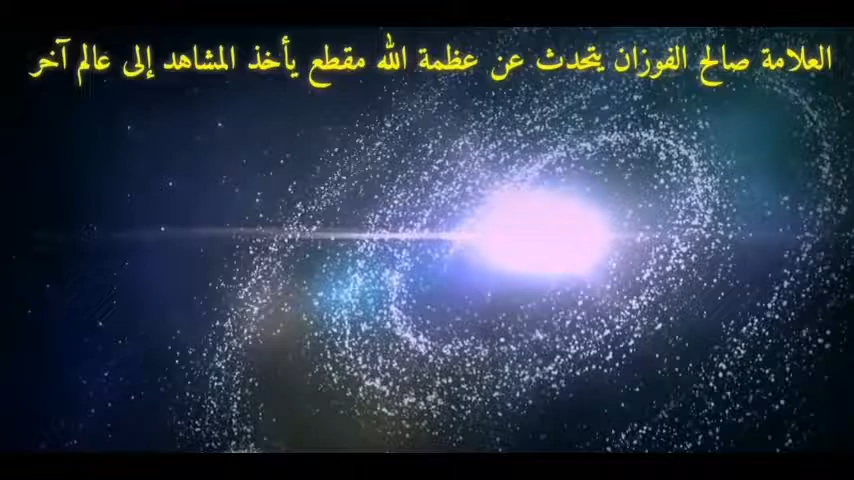 العلامة صالح الفوزان يتحدث عن عظمة الله مقطع يأخذ المشاهد إلى عالم آخر